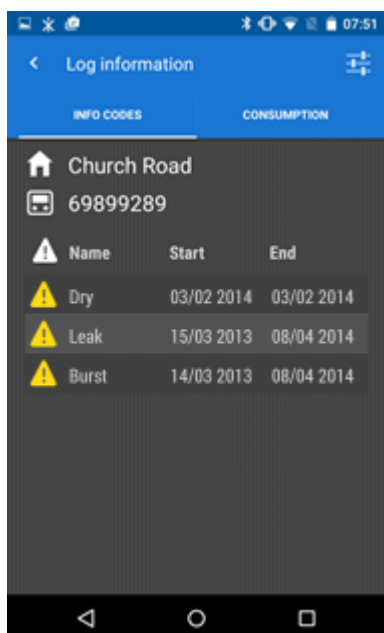 07:51
Log information
INFO CODES CONSUMPTION
Church Road
69899289
Name Start End
Dry 03/02 2014 03/02 2014
Leak 15/03 2013 08/04 2014
Burst 14/03 2013 08/04 2014